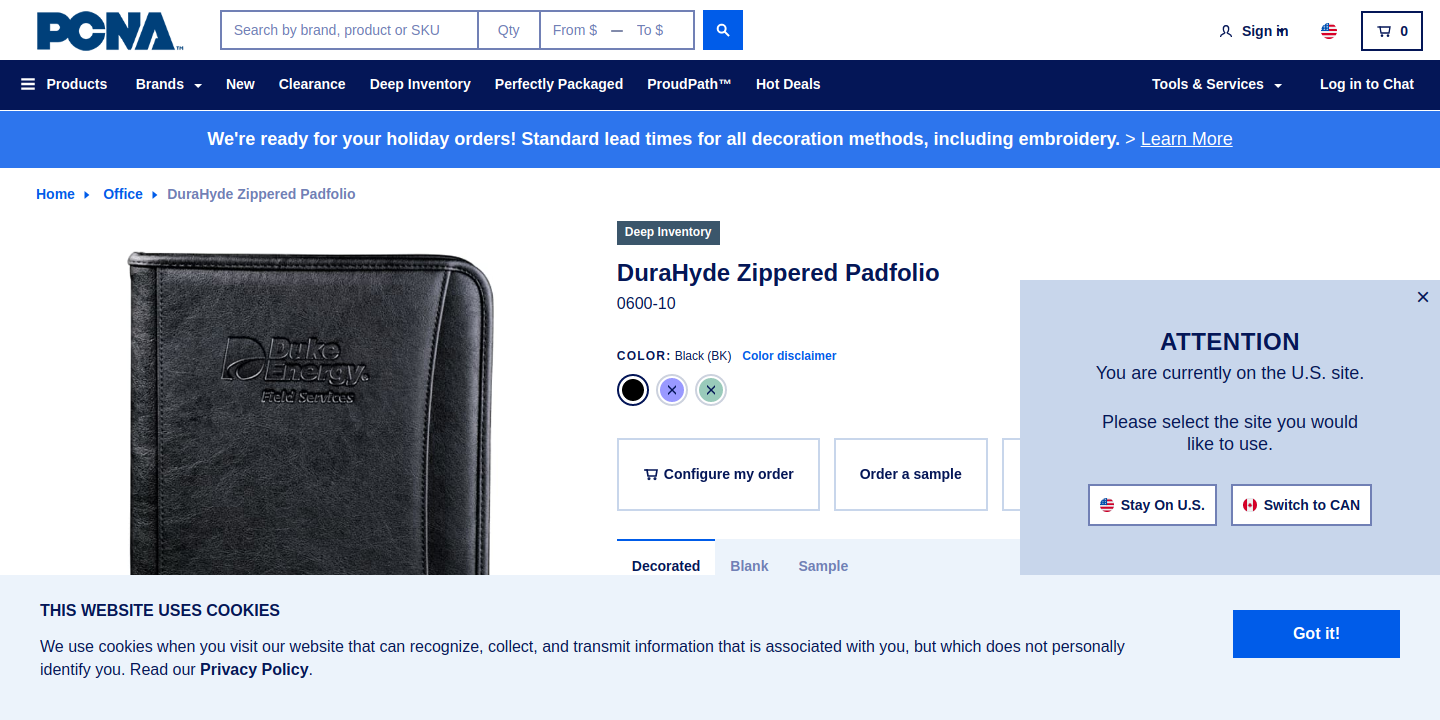 PCNA™
Search by brand, product or SKU
Qty
From $ — To $
Sign in
0
Products
Brands
New
Clearance
Deep Inventory
Perfectly Packaged
ProudPath™
Hot Deals
Tools & Services
Log in to Chat
We're ready for your holiday orders! Standard lead times for all decoration methods, including embroidery. > Learn More
Home
Office
DuraHyde Zippered Padfolio
Duke
Energy®
Field Services
Deep Inventory
DuraHyde Zippered Padfolio
0600-10
COLOR: Black (BK) Color disclaimer
Configure my order
Order a sample
Decorated
Blank
Sample
ATTENTION
You are currently on the U.S. site.
Please select the site you would
like to use.
Stay On U.S.
Switch to CAN
THIS WEBSITE USES COOKIES
We use cookies when you visit our website that can recognize, collect, and transmit information that is associated with you, but which does not personally
identify you. Read our Privacy Policy.
Got it!